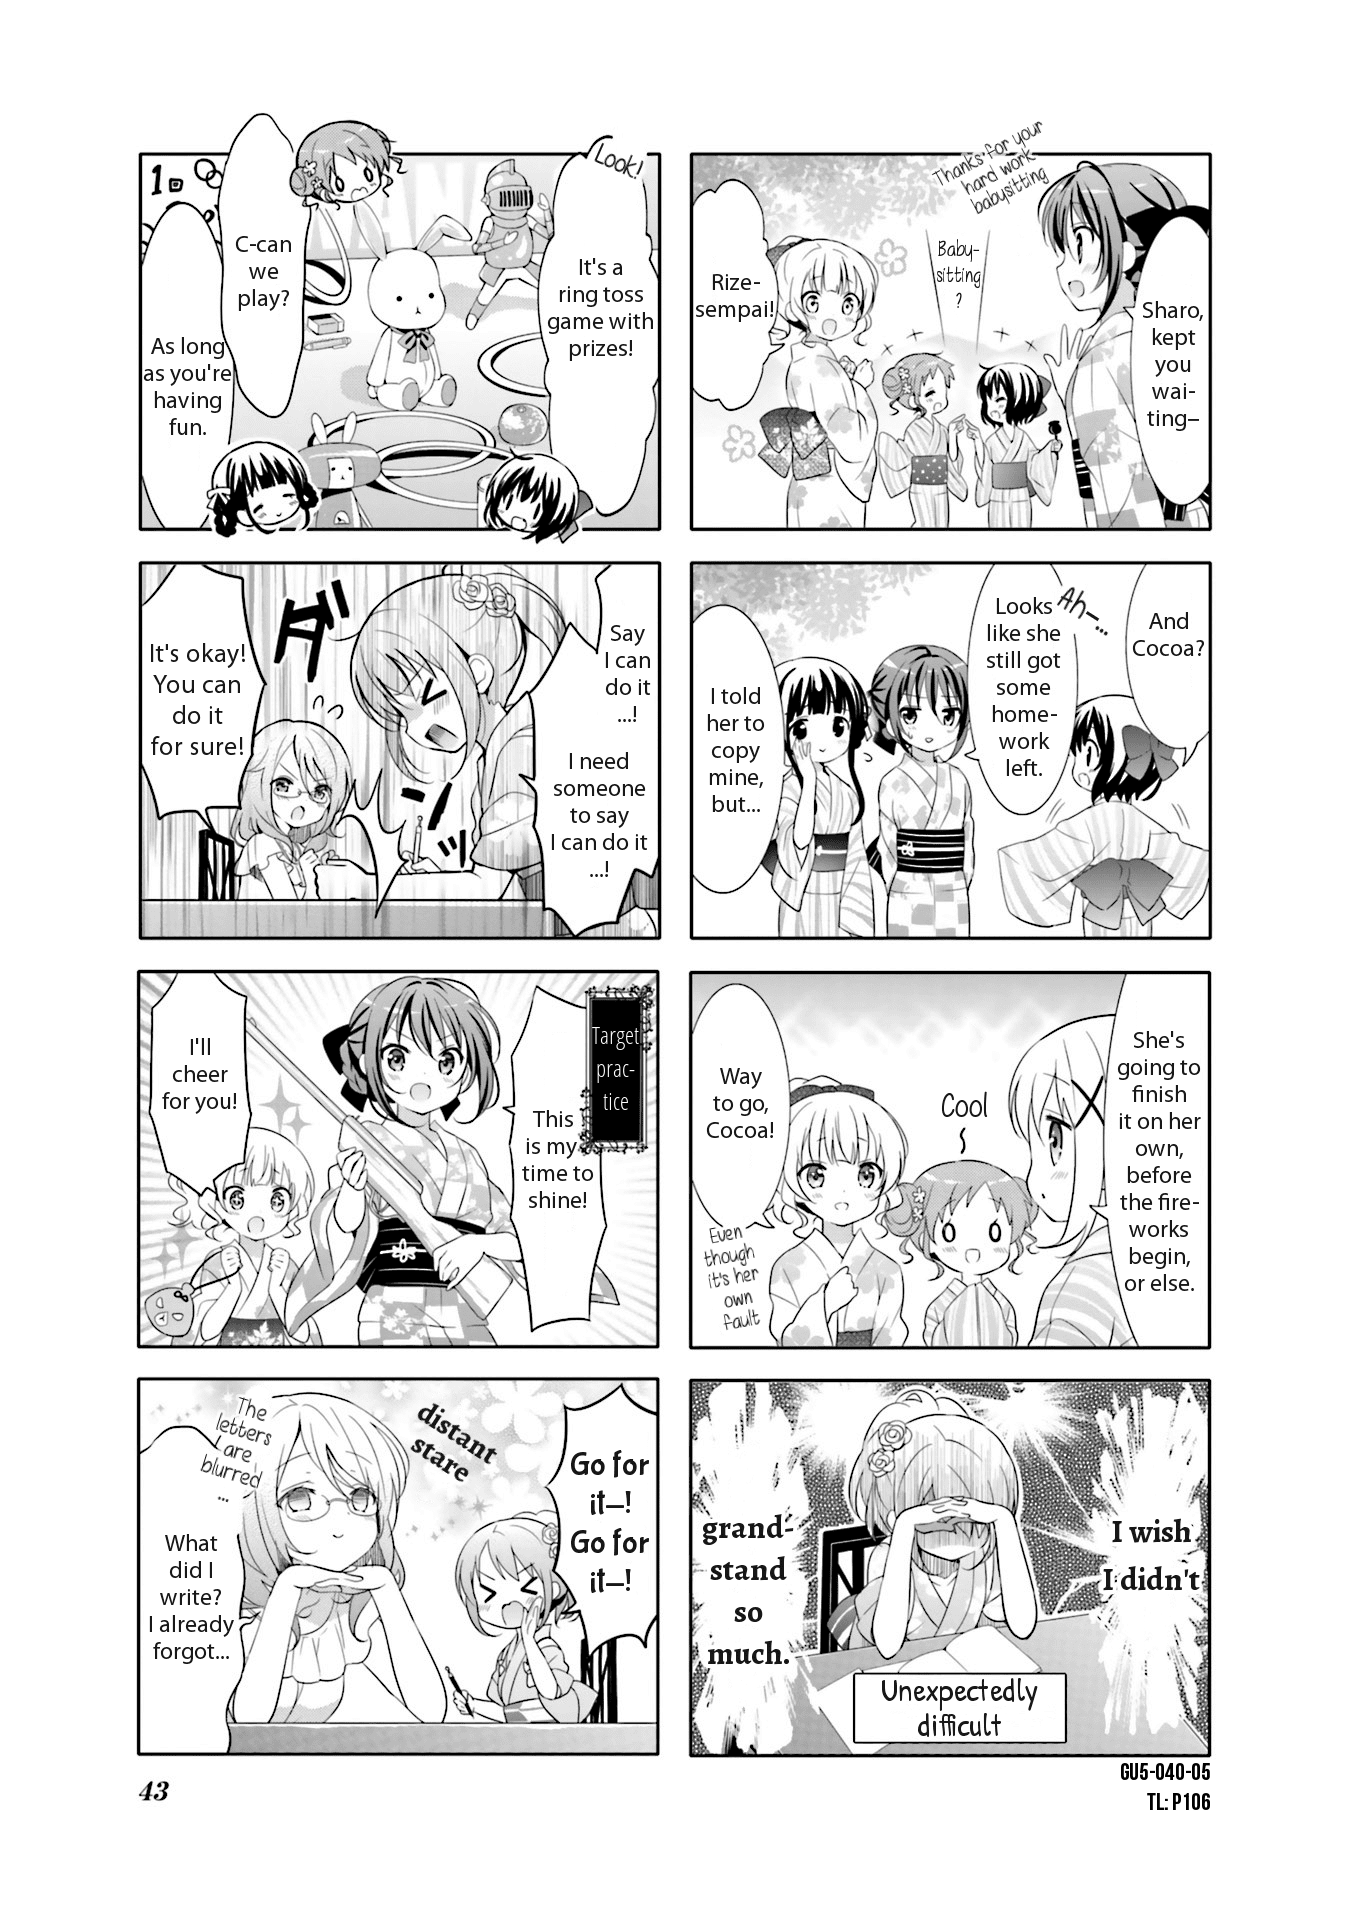 Thanks for your
hard work
babysitting
Sharo,
kept
you
wai-
ting–
Baby-
sitting
?
Rize-
sempai!
And
Cocoa?
Ah–...
Looks
like she
still got
some
home-
work
left.
I told
her to
copy
mine,
but...
She's
going to
finish
it on her
own,
before
the fire-
works
begin,
or else.
Cool
~
Way
to go,
Cocoa!
Even
though
it's her
own
fault
I wish
I didn't
grand-
stand
so
much.
Unexpectedly
difficult
Look!
It's a
ring toss
game with
prizes!
C-can
we
play?
As long
as you're
having
fun.
1回
Say
I can
do it
...!
I need
someone
to say
I can do it
...!
It's okay!
You can
do it
for sure!
Target
prac-
tice
This
is my
time to
shine!
I'll
cheer
for you!
Go for
it—!
Go for
it—!
distant
stare
The
letters
are
blurred
...
What
did I
write?
I already
forgot...
43
GU5-040-05
TL: P106